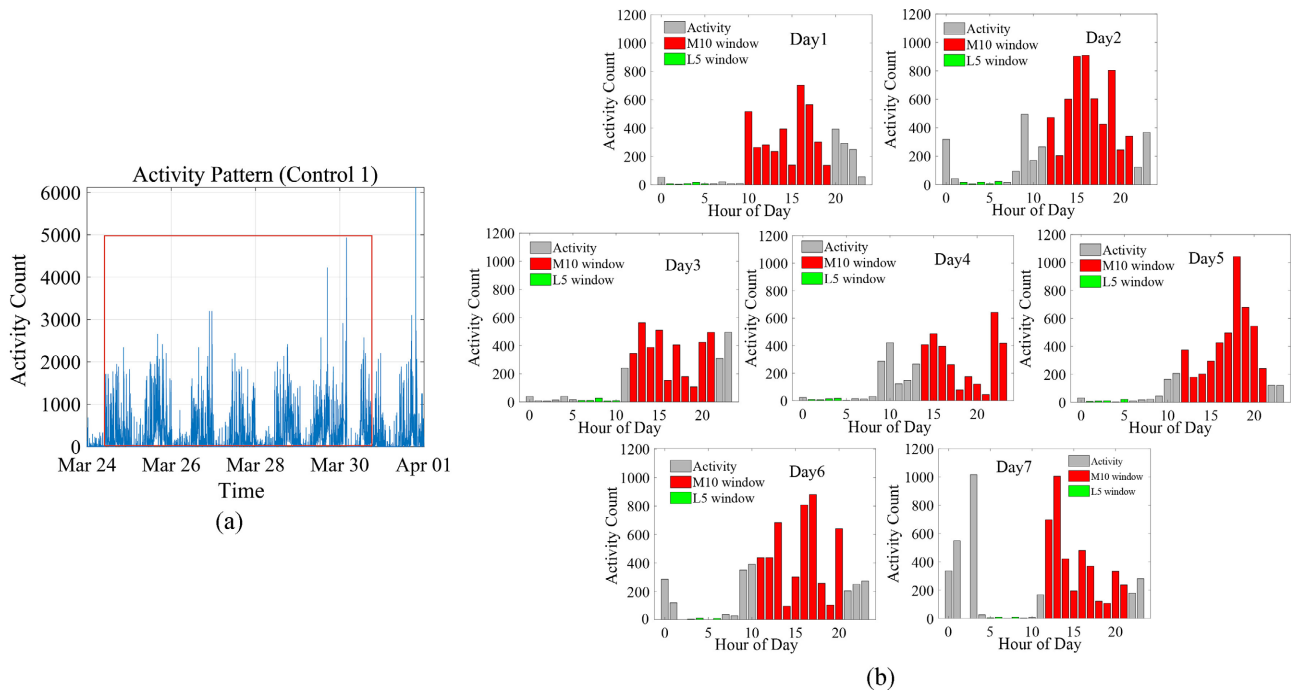 Activity Pattern (Control 1)
6000
5000
4000
3000
2000
1000
0
Activity Count
Mar 24 Mar 26 Mar 28 Mar 30 Apr 01
Time
(a)
1200
1000
800
600
400
200
0
Activity Count
Activity
M10 window
L5 window
Day1
0 5 10 15 20
Hour of Day
1200
1000
800
600
400
200
0
Activity Count
Activity
M10 window
L5 window
Day2
0 5 10 15 20
Hour of Day
1200
1000
800
600
400
200
0
Activity Count
Activity
M10 window
L5 window
Day3
0 5 10 15 20
Hour of Day
1200
1000
800
600
400
200
0
Activity Count
Activity
M10 window
L5 window
Day4
0 5 10 15 20
Hour of Day
1200
1000
800
600
400
200
0
Activity Count
Activity
M10 window
L5 window
Day5
0 5 10 15 20
Hour of Day
1200
1000
800
600
400
200
0
Activity Count
Activity
M10 window
L5 window
Day6
0 5 10 15 20
Hour of Day
1200
1000
800
600
400
200
0
Activity Count
Day7
Activity
M10 window
L5 window
0 5 10 15 20
Hour of Day
(b)